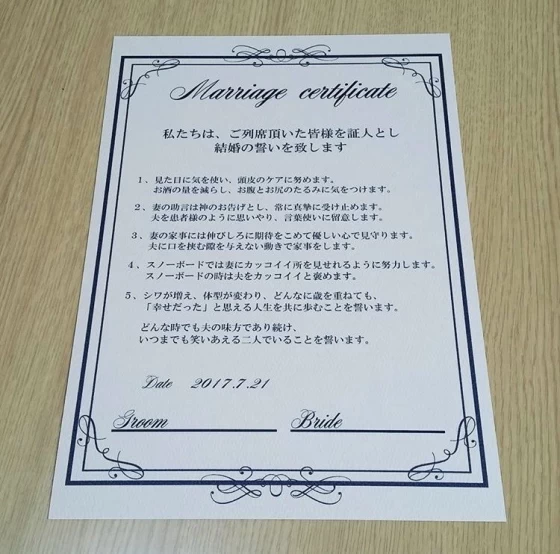 Marriage certificate
私たちは、ご列席頂いた皆様を証人とし
結婚の誓いを致します
1、見た目に気を使い、頭皮のケアに努めます。
お酒の量を減らし、お腹とお尻のたるみに気をつけます。
2、妻の助言は神のお告げとし、常に真摯に受け止めます。
夫を患者様のように思いやり、言葉使いに留意します。
3、妻の家事には伸びしろに期待をこめて優しい心で見守ります。
夫に口を挟む隙を与えない動きで家事をします。
4、スノーボードでは妻にカッコイイ所を見せれるように努力します。
スノーボードの時は夫をカッコイイと褒めます。
5、シワが増え、体型が変わり、どんなに歳を重ねても、
「幸せだった」と思える人生を共に歩むことを誓います。
どんな時でも夫の味方であり続け、
いつまでも笑いあえる二人でいることを誓います。
Date 2017.7.21
Groom Bride